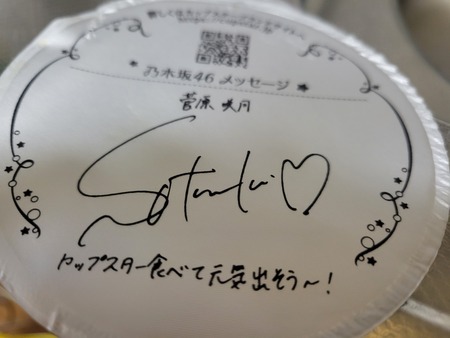 乃木坂46 メッセージ
菅原 咲月
Satsuki
カップスター食べて元気出そう〜！